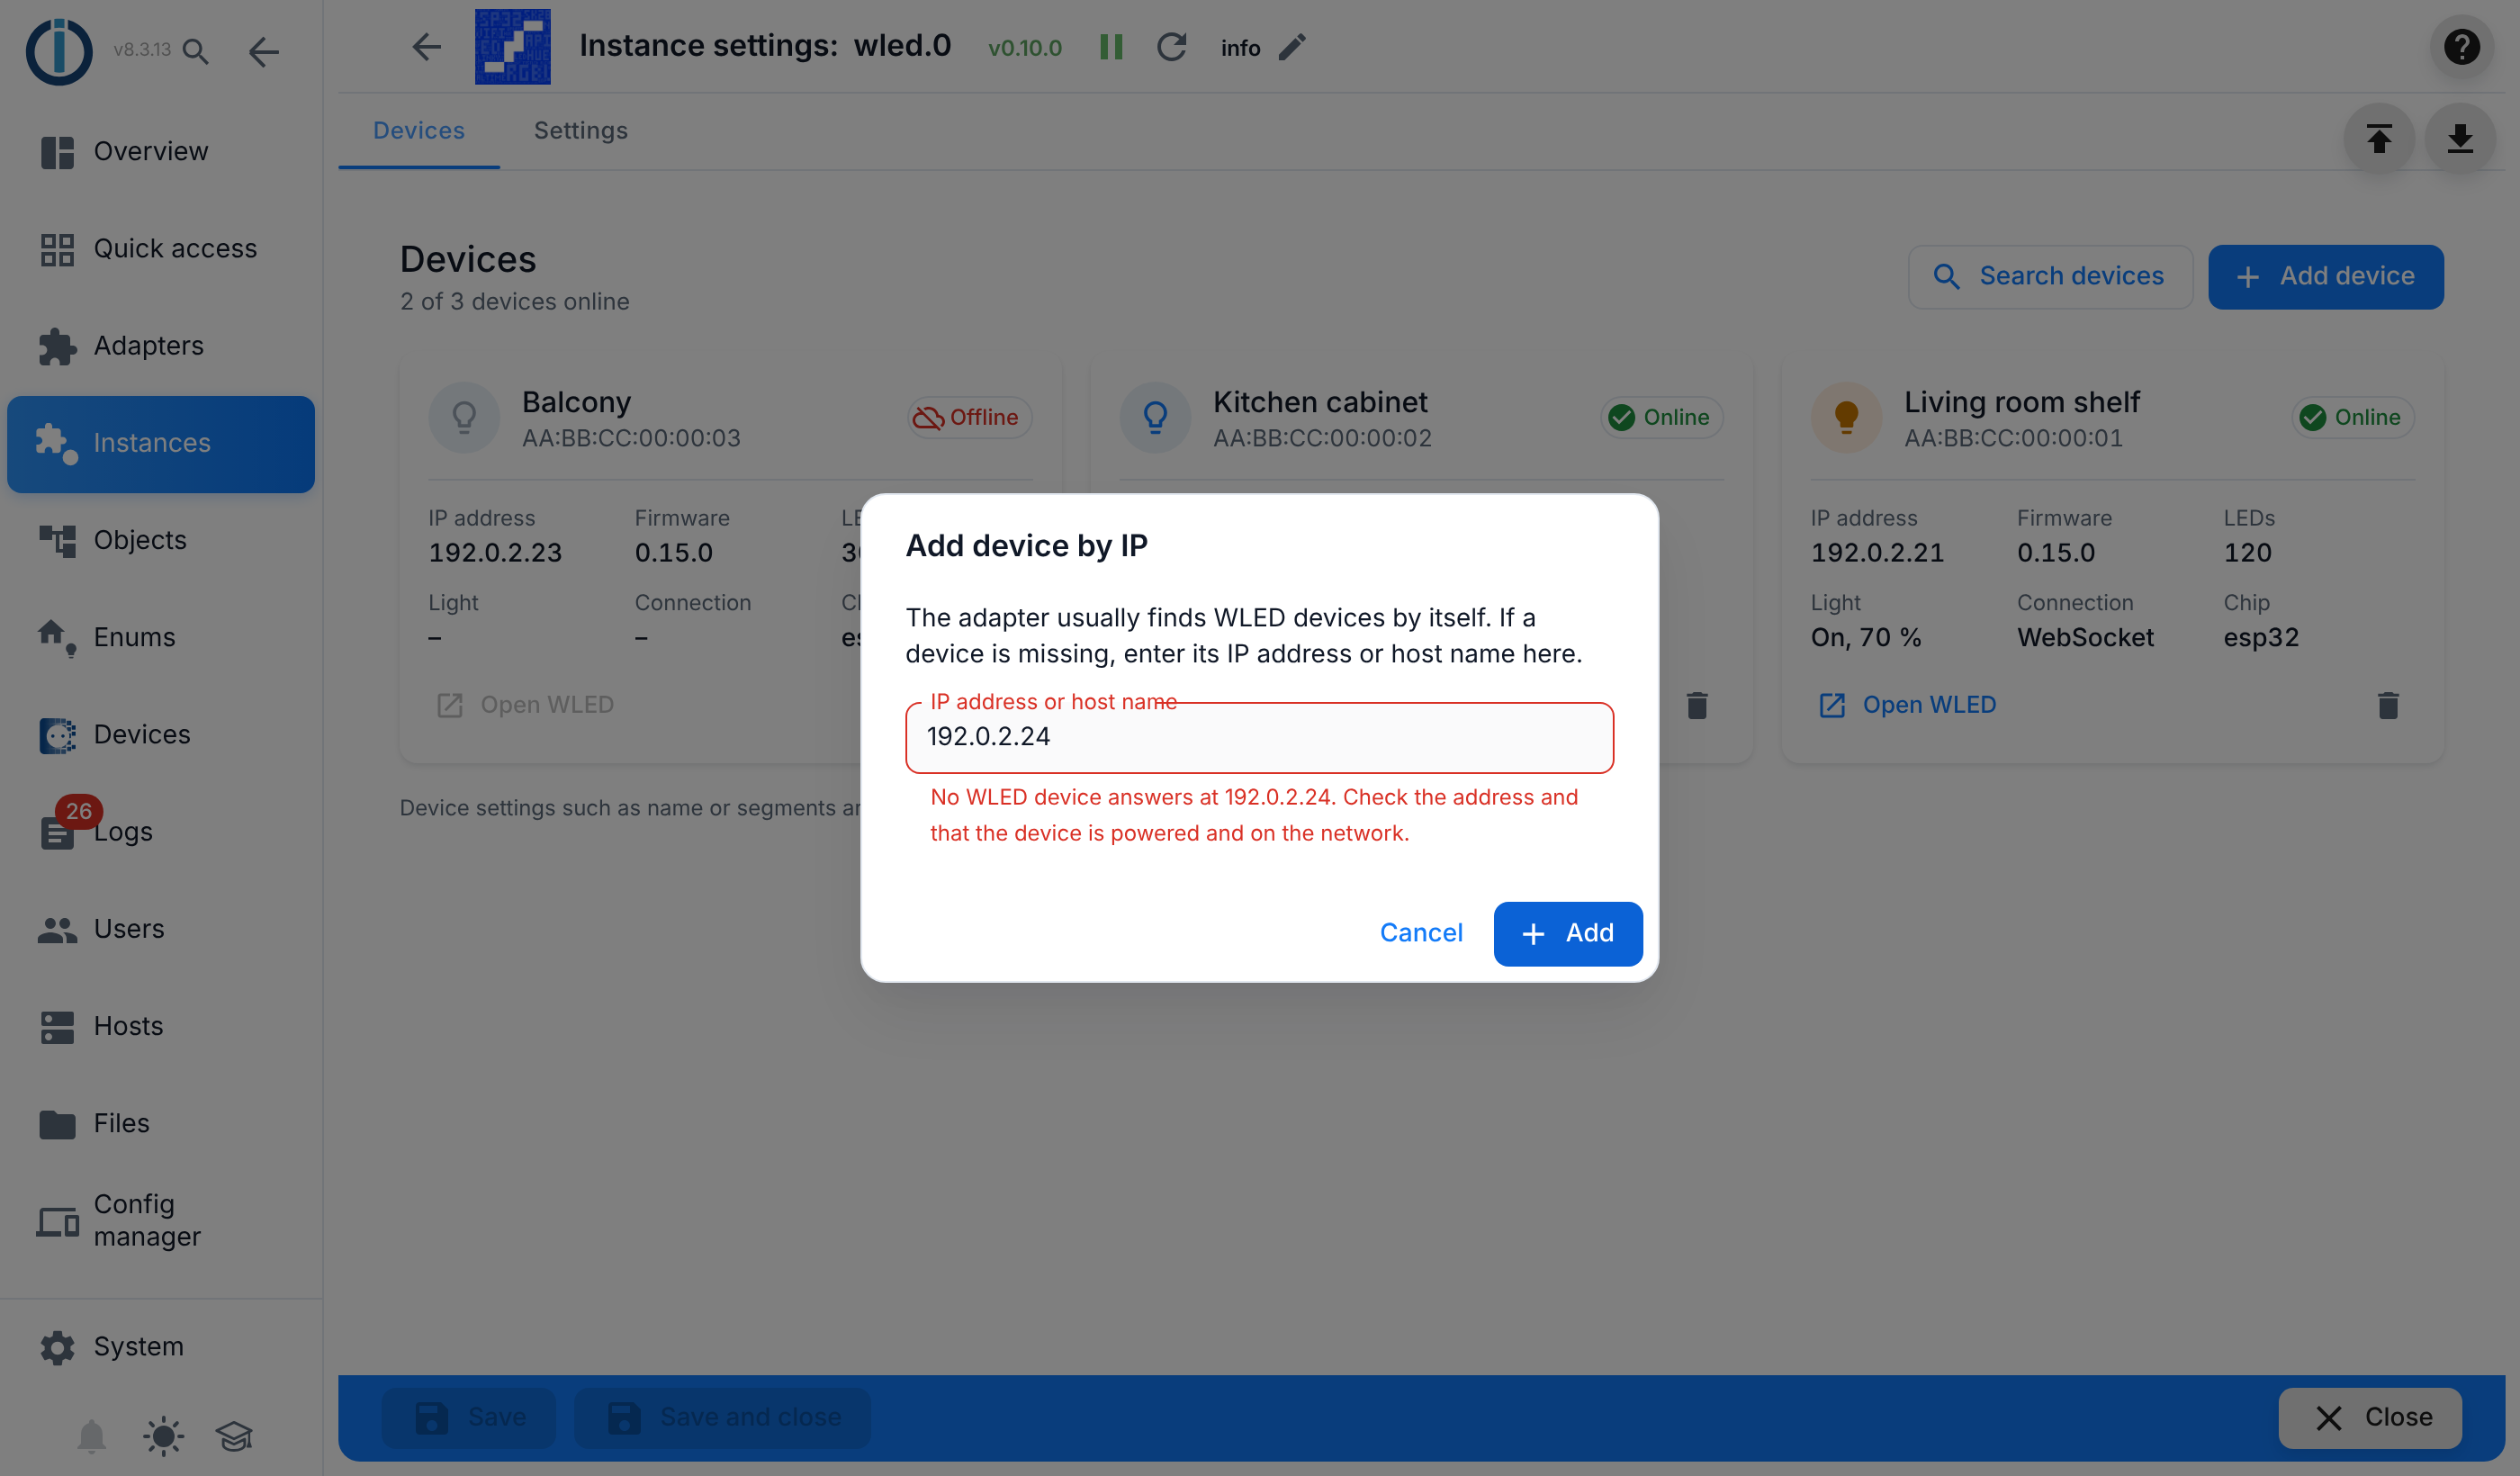 v8.3.13
Instance settings: wled.0
v0.10.0
info
Devices
Settings
Overview
Quick access
Adapters
Instances
Objects
Enums
Devices
26
Logs
Users
Hosts
Files
Config
manager
System
Devices
2 of 3 devices online
Search devices
Add device
Balcony
AA:BB:CC:00:00:03
Offline
IP address
192.0.2.23
Firmware
0.15.0
Light
–
Connection
–
Open WLED
Kitchen cabinet
AA:BB:CC:00:00:02
Online
Living room shelf
AA:BB:CC:00:00:01
Online
IP address
192.0.2.21
Firmware
0.15.0
LEDs
120
Light
On, 70 %
Connection
WebSocket
Chip
esp32
Open WLED
Device settings such as name or segments
Add device by IP
The adapter usually finds WLED devices by itself. If a
device is missing, enter its IP address or host name here.
IP address or host name
192.0.2.24
No WLED device answers at 192.0.2.24. Check the address and
that the device is powered and on the network.
Cancel
Add
Save
Save and close
Close